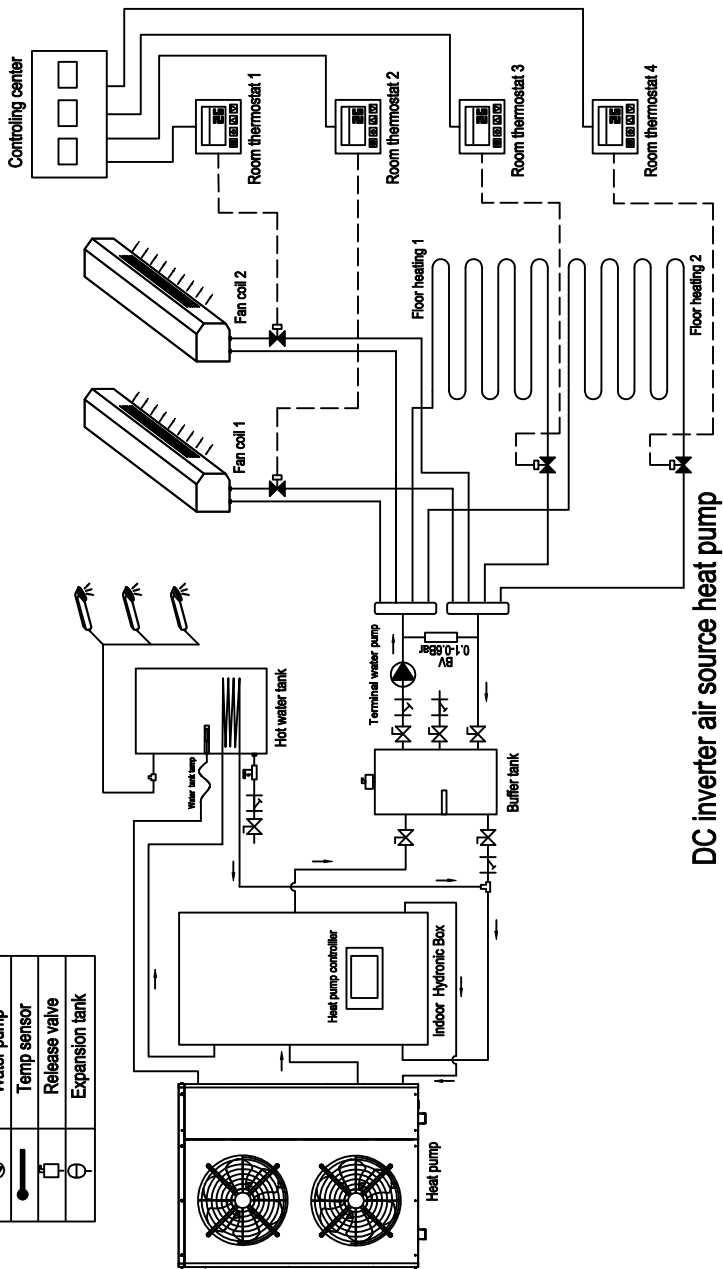 Controling center
Room thermostat 1
Room thermostat 2
Room thermostat 3
Room thermostat 4
Fan coil 2
Fan coil 1
Floor heating 1
Floor heating 2
Hot water tank
Water tank temp
Terminal water pump
BV
0.1-0.6Bar
Buffer tank
Heat pump controller
Indoor Hydronic Box
Heat pump
Temp sensor
Release valve
Expansion tank
DC inverter air source heat pump